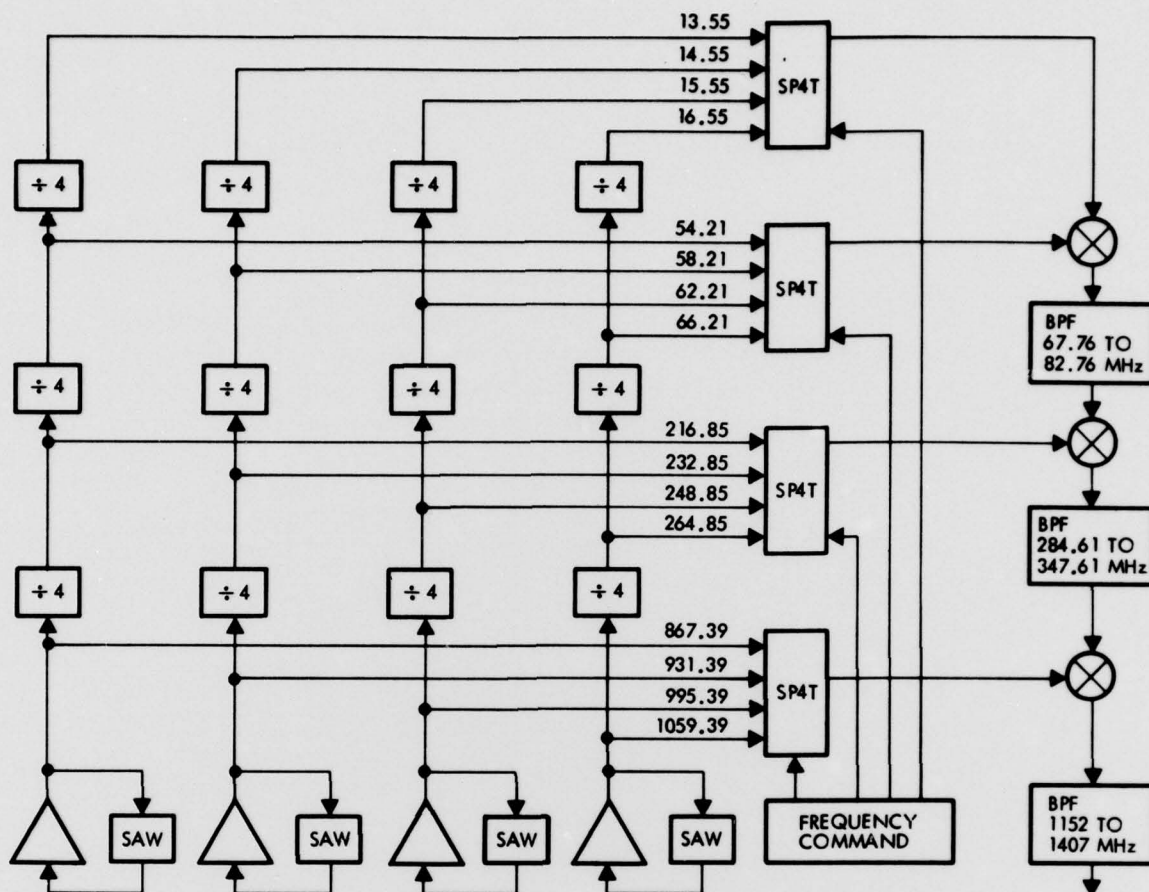 13.55
14.55
15.55
16.55
SP4T
÷ 4
÷ 4
÷ 4
÷ 4
54.21
58.21
62.21
66.21
SP4T
BPF
67.76 TO
82.76 MHz
÷ 4
÷ 4
÷ 4
÷ 4
216.85
232.85
248.85
264.85
SP4T
BPF
284.61 TO
347.61 MHz
÷ 4
÷ 4
÷ 4
÷ 4
867.39
931.39
995.39
1059.39
SP4T
SAW
SAW
SAW
SAW
FREQUENCY
COMMAND
BPF
1152 TO
1407 MHz